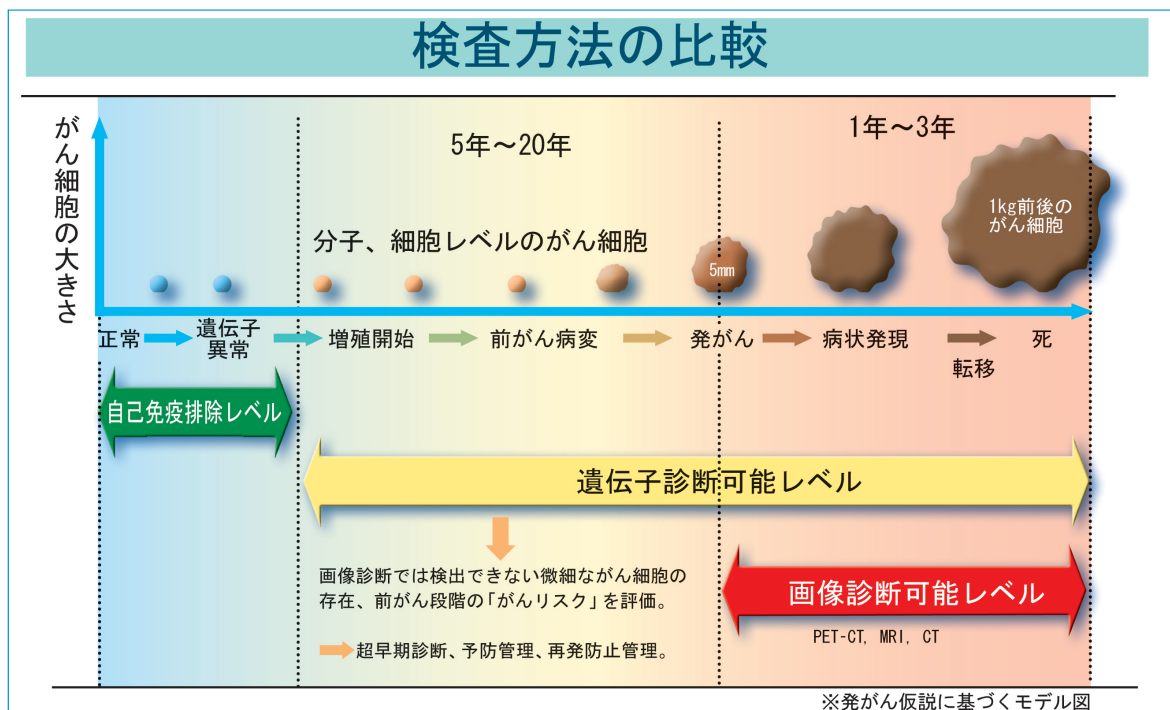 検査方法の比較
がん細胞の大きさ
5年～20年
1年～3年
分子、細胞レベルのがん細胞
5mm
1kg前後の
がん細胞
正常
遺伝子
異常
増殖開始
前がん病変
発がん
病状発現
転移
死
自己免疫排除レベル
遺伝子診断可能レベル
画像診断では検出できない微細ながん細胞の
存在、前がん段階の「がんリスク」を評価。
超早期診断、予防管理、再発防止管理。
画像診断可能レベル
PET-CT, MRI, CT
※発がん仮説に基づくモデル図